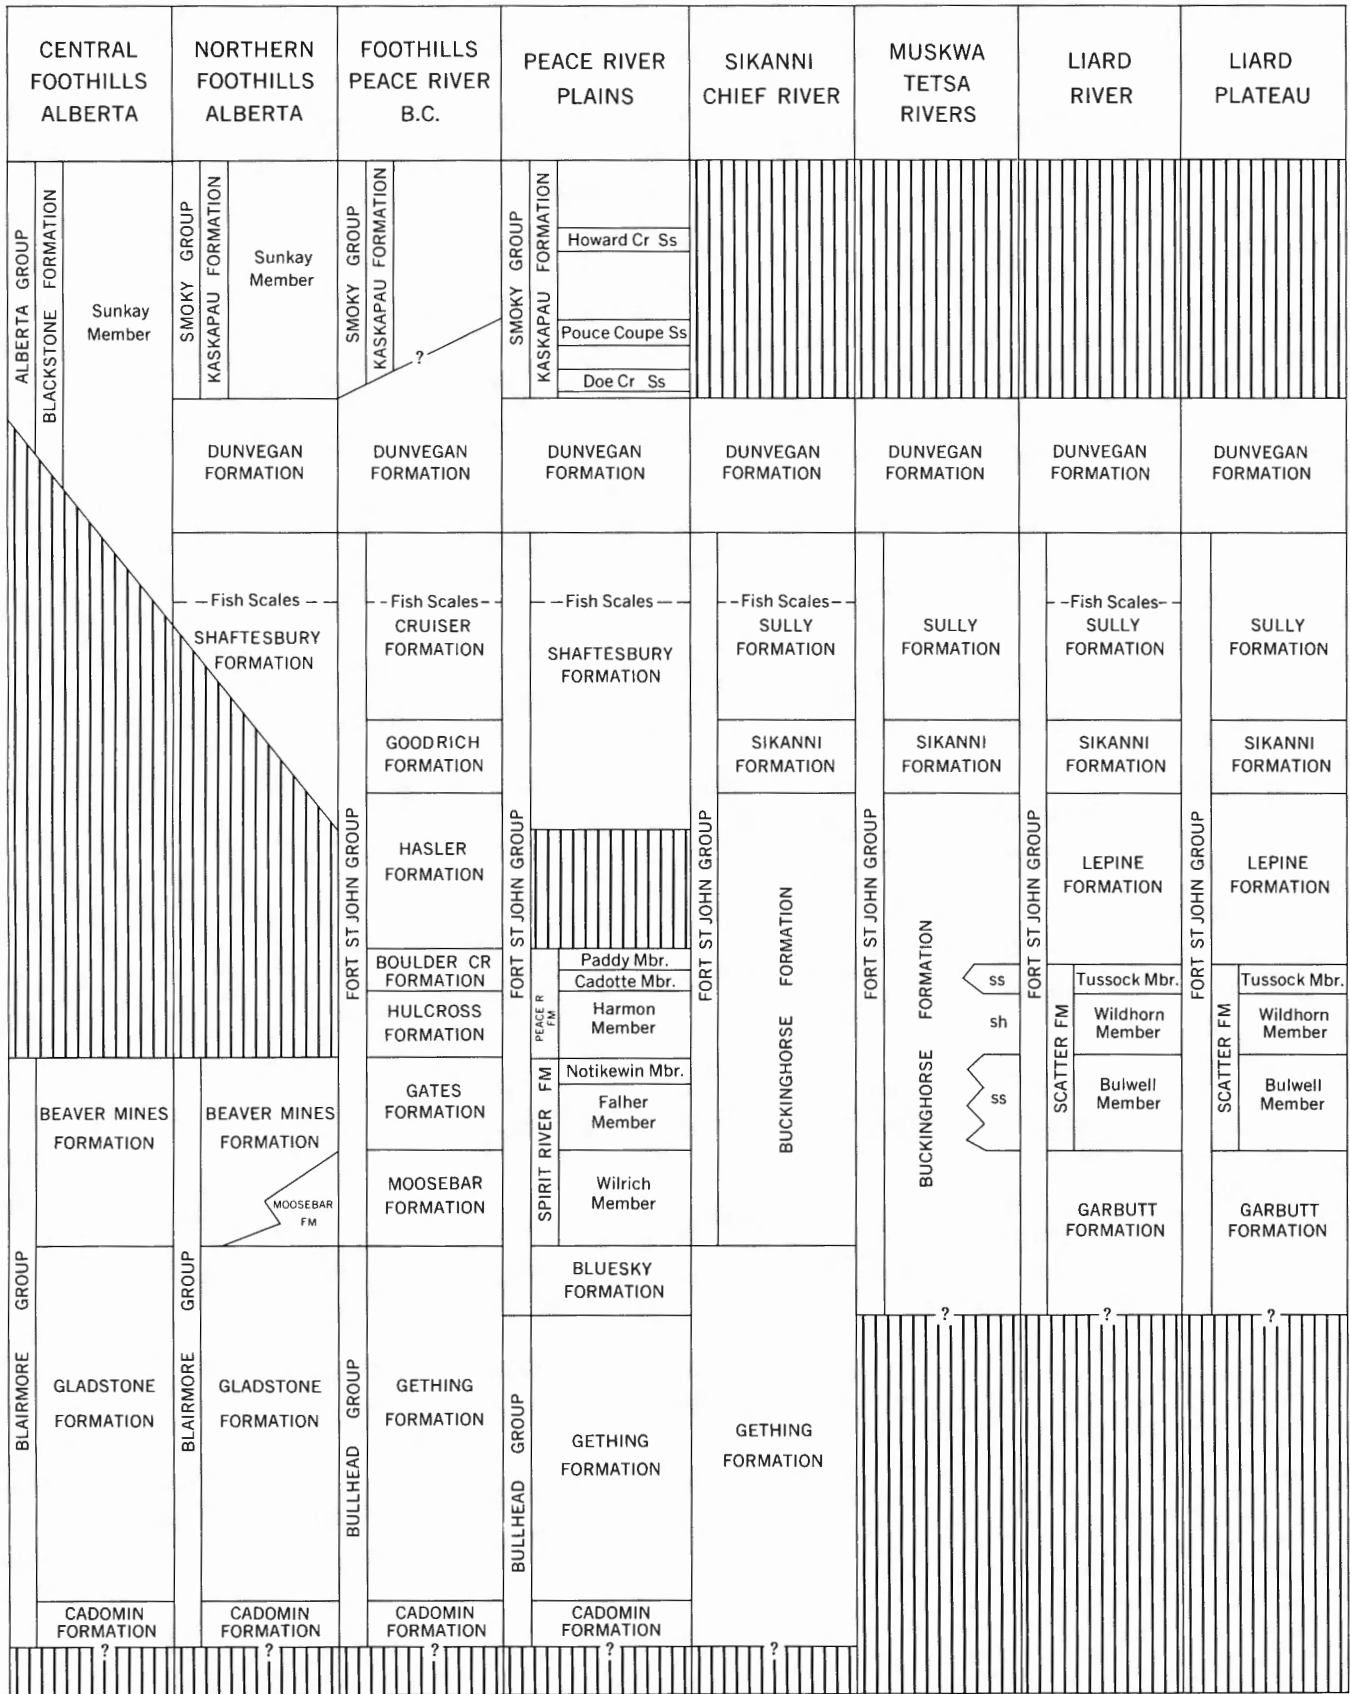 CENTRAL
FOOTHILLS
ALBERTA
NORTHERN
FOOTHILLS
ALBERTA
FOOTHILLS
PEACE RIVER
B.C.
PEACE RIVER
PLAINS
SIKANNI
CHIEF RIVER
MUSKWA
TETSA
RIVERS
LIARD
RIVER
LIARD
PLATEAU
ALBERTA GROUP
BLACKSTONE FORMATION
Sunkay
Member
BLAIRMORE GROUP
BEAVER MINES
FORMATION
GLADSTONE
FORMATION
CADOMIN
FORMATION
?
SMOKY GROUP
KASKAPAU FORMATION
Sunkay
Member
DUNVEGAN
FORMATION
Fish Scales
SHAFTESBURY
FORMATION
BLAIRMORE GROUP
BEAVER MINES
FORMATION
MOOSEBAR
FM
GLADSTONE
FORMATION
CADOMIN
FORMATION
?
SMOKY GROUP
KASKAPAU FORMATION
?
DUNVEGAN
FORMATION
FORT ST JOHN GROUP
Fish Scales
CRUISER
FORMATION
GOODRICH
FORMATION
HASLER
FORMATION
BOULDER CR
FORMATION
HULCROSS
FORMATION
GATES
FORMATION
MOOSEBAR
FORMATION
BULLHEAD GROUP
GETHING
FORMATION
CADOMIN
FORMATION
?
SMOKY GROUP
KASKAPAU FORMATION
Howard Cr Ss
Pouce Coupe Ss
Doe Cr Ss
DUNVEGAN
FORMATION
FORT ST JOHN GROUP
Fish Scales
SHAFTESBURY
FORMATION
PEACE R
FM
Paddy Mbr.
Cadotte Mbr.
Harmon
Member
SPIRIT RIVER FM
Notikewin Mbr.
Falher
Member
Wilrich
Member
BLUESKY
FORMATION
BULLHEAD GROUP
GETHING
FORMATION
CADOMIN
FORMATION
?
DUNVEGAN
FORMATION
FORT ST JOHN GROUP
Fish Scales
SULLY
FORMATION
SIKANNI
FORMATION
BUCKINGHORSE FORMATION
GETHING
FORMATION
?
DUNVEGAN
FORMATION
FORT ST JOHN GROUP
SULLY
FORMATION
SIKANNI
FORMATION
BUCKINGHORSE FORMATION
ss
sh
ss
?
DUNVEGAN
FORMATION
FORT ST JOHN GROUP
Fish Scales
SULLY
FORMATION
SIKANNI
FORMATION
LEPINE
FORMATION
SCATTER FM
Tussock Mbr.
Wildhorn
Member
Bulwell
Member
GARBUTT
FORMATION
?
DUNVEGAN
FORMATION
FORT ST JOHN GROUP
SULLY
FORMATION
SIKANNI
FORMATION
LEPINE
FORMATION
SCATTER FM
Tussock Mbr.
Wildhorn
Member
Bulwell
Member
GARBUTT
FORMATION
?